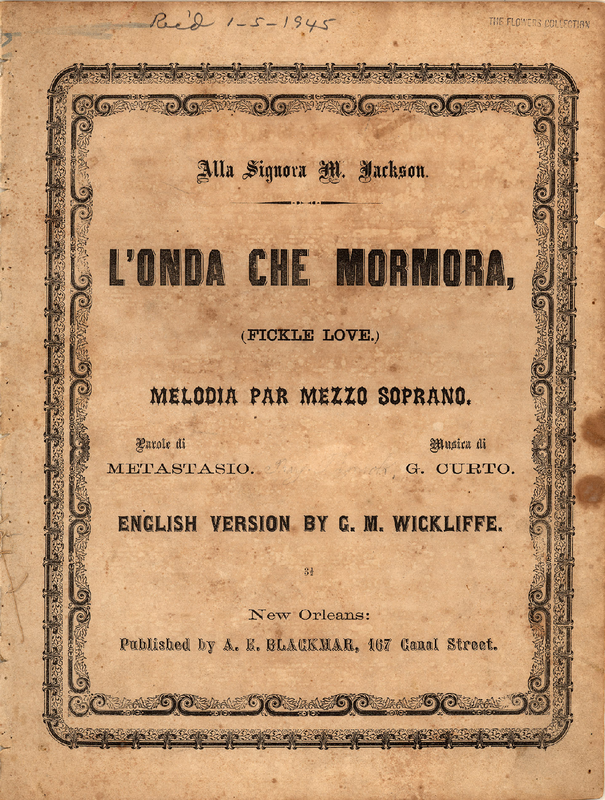 Rec'd 1-5-1945
THE FLOWERS COLLECTION
Alla Signora M. Jackson.
L'ONDA CHE MORMORA,
(FICKLE LOVE.)
MELODIA PAR MEZZO SOPRANO.
Parole di Musica di
METASTASIO. G. CURTO.
ENGLISH VERSION BY G. M. WICKLIFFE.
New Orleans:
Published by A. E. BLACKMAR, 167 Canal Street.